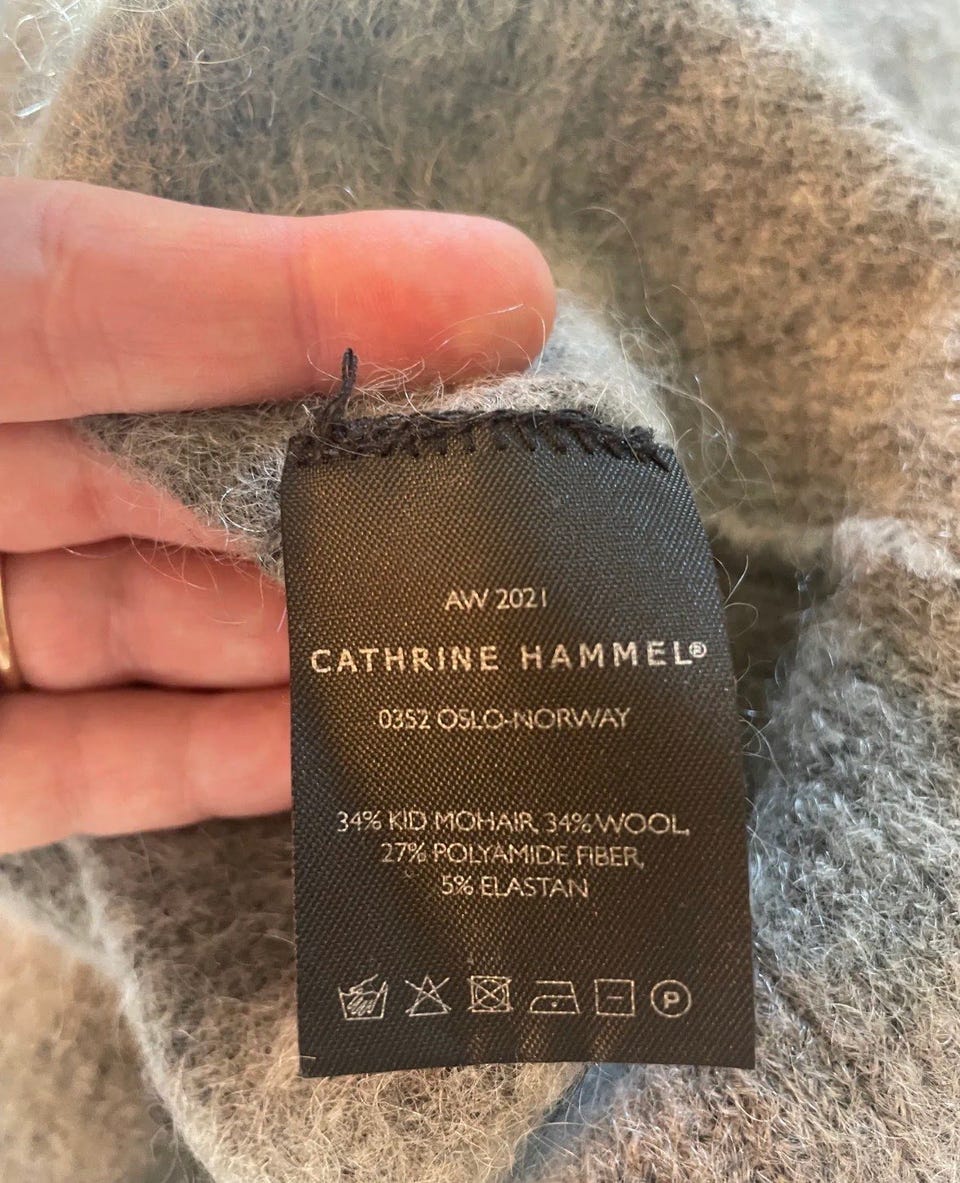 AW 2021
CATHRINE HAMMEL®
0352 OSLO-NORWAY
34% KID MOHAIR, 34% WOOL,
27% POLYAMIDE FIBER,
5% ELASTAN
P